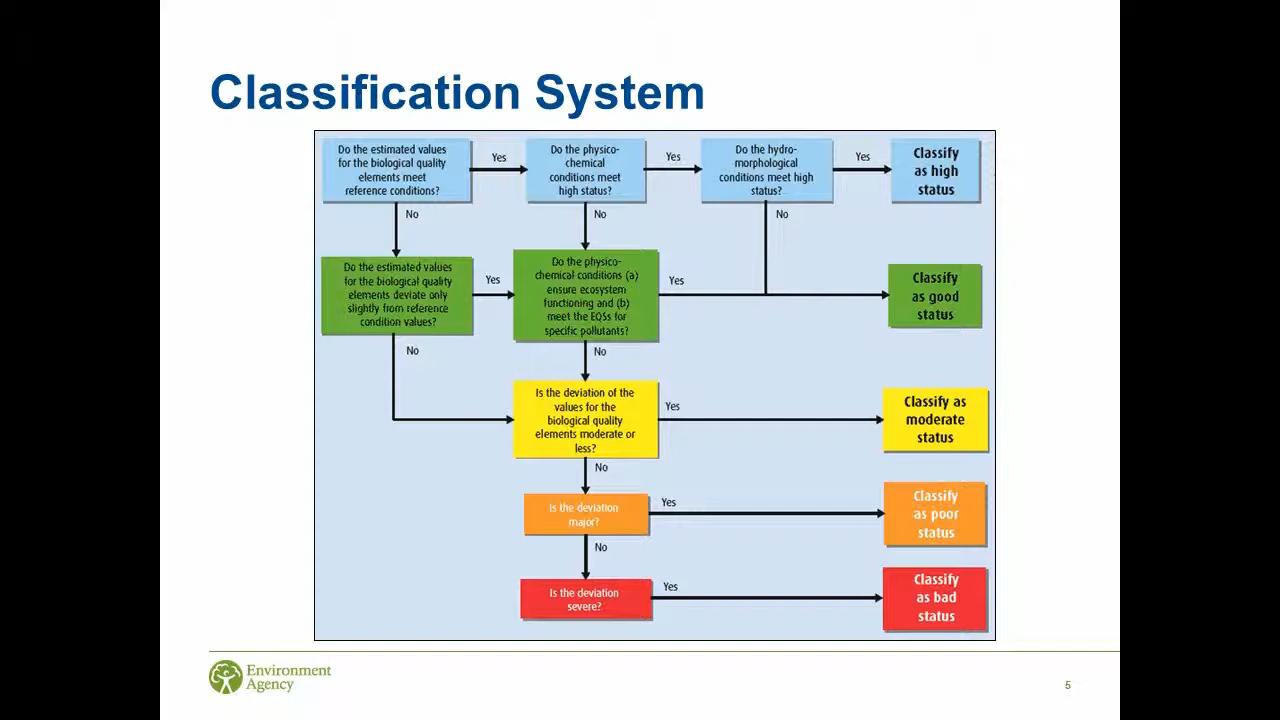 Classification System
Do the estimated values
for the biological quality
elements meet
reference conditions?
Yes
Do the physico-
chemical
conditions meet
high status?
Yes
Do the hydro-
morphological
conditions meet high
status?
Yes
Classify
as high
status
No
No
No
Do the estimated values
for the biological quality
elements deviate only
slightly from reference
condition values?
Yes
Do the physico-
chemical conditions (a)
ensure ecosystem
functioning and (b)
meet the EQSs for
specific pollutants?
Yes
Classify
as good
status
No
No
Is the deviation of the
values for the
biological quality
elements moderate or
less?
Yes
Classify as
moderate
status
No
Is the deviation
major?
Yes
Classify
as poor
status
No
Is the deviation
severe?
Yes
Classify
as bad
status
Environment
Agency
5